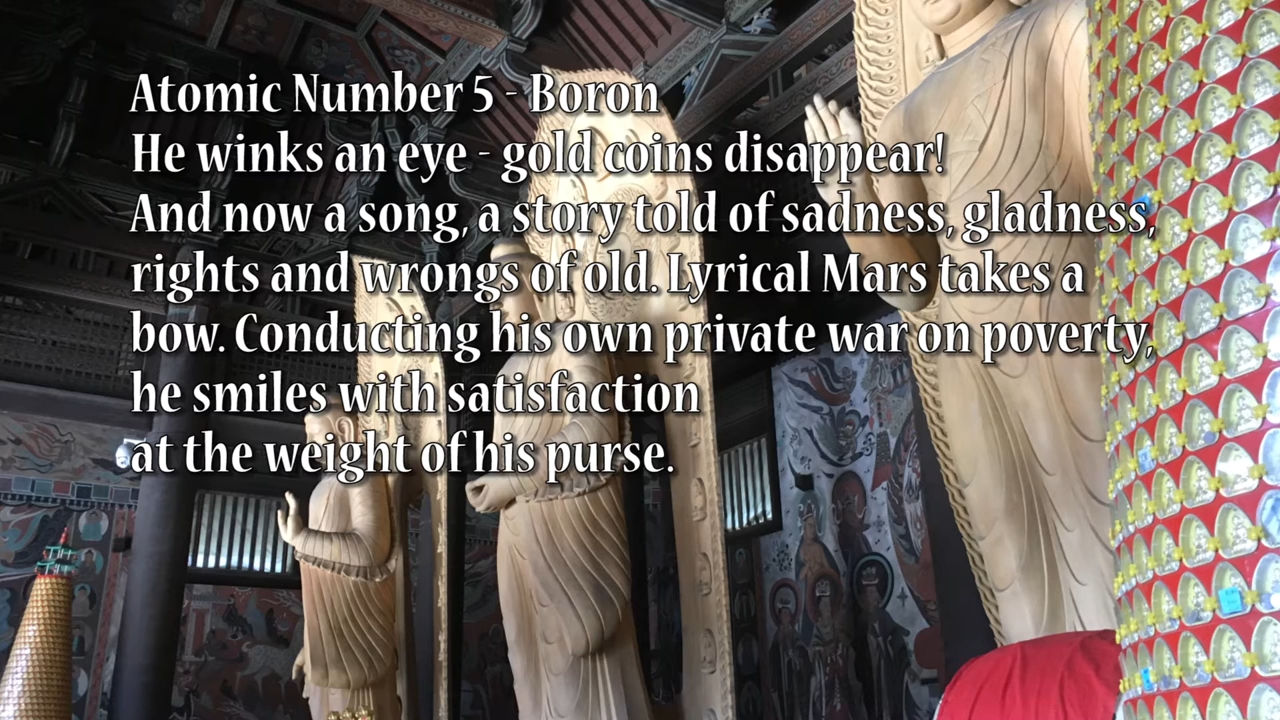 Atomic Number 5 - Boron
He winks an eye - gold coins disappear!
And now a song, a story told of sadness, gladness,
rights and wrongs of old. Lyrical Mars takes a
bow. Conducting his own private war on poverty,
he smiles with satisfaction
at the weight of his purse.